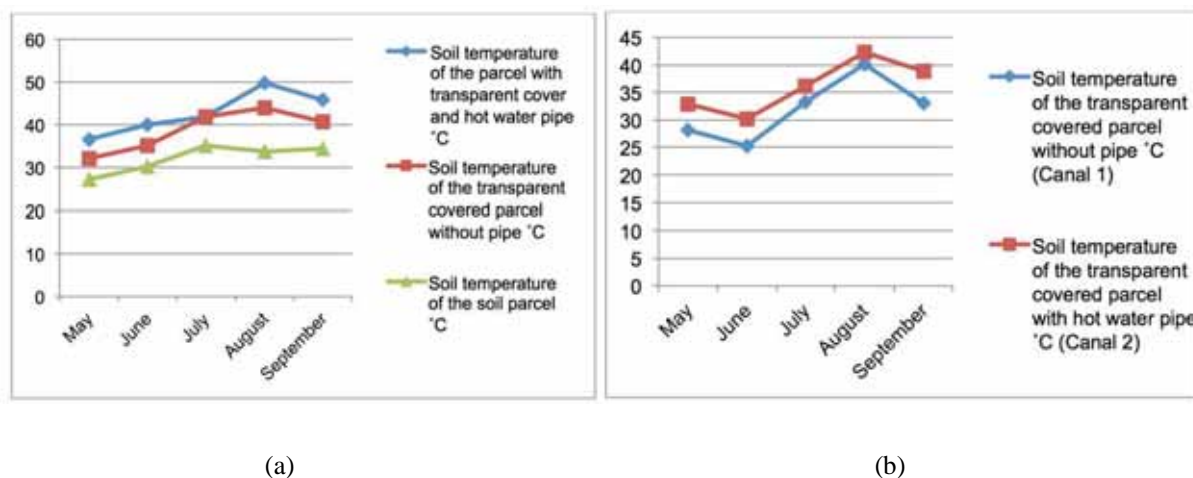 60
50
40
30
20
10
0
May
June
July
August
September
Soil temperature
of the parcel with
transparent cover
and hot water pipe
˚C
Soil temperature
of the transparent
covered parcel
without pipe ˚C
Soil temperature
of the soil parcel
˚C
(a)
45
40
35
30
25
20
15
10
5
0
May
June
July
August
September
Soil temperature
of the transparent
covered parcel
without pipe ˚C
(Canal 1)
Soil temperature
of the transparent
covered parcel
with hot water pipe
˚C (Canal 2)
(b)